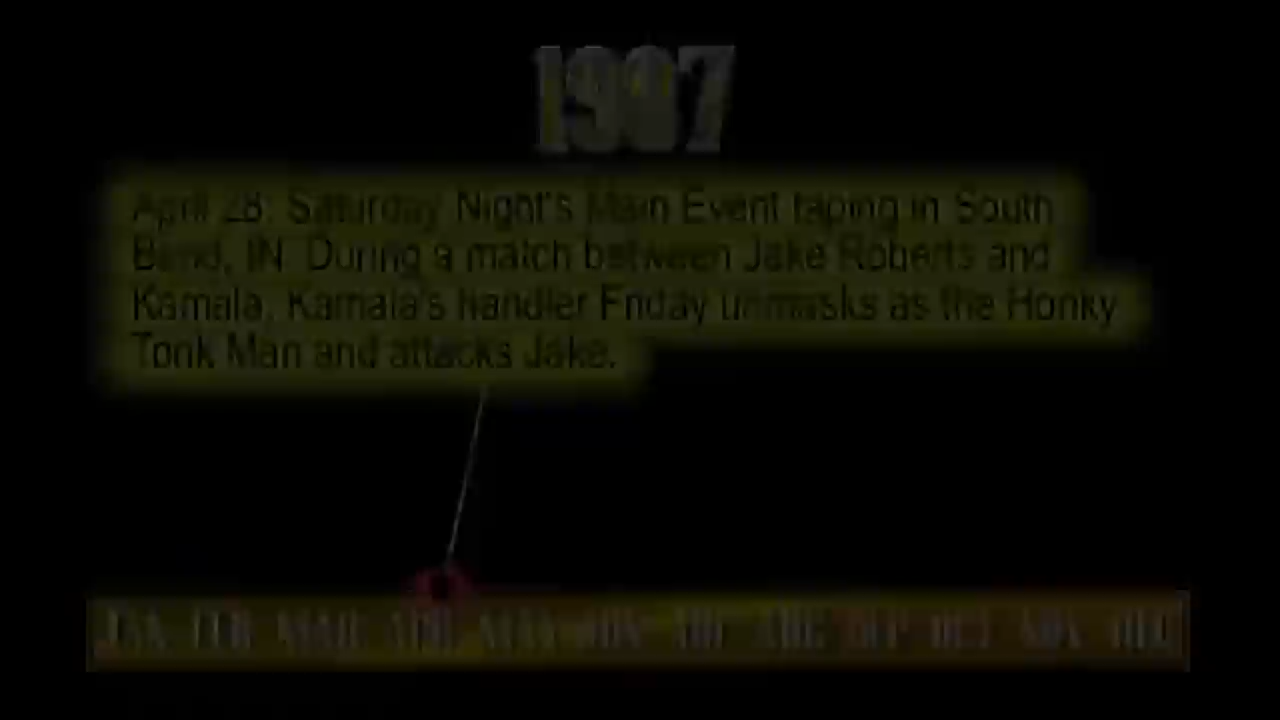 1987
April 28: Saturday Night's Main Event taping in South
Bend, IN. During a match between Jake Roberts and
Kamala, Kamala's handler Friday unmasks as the Honky
Tonk Man and attacks Jake.
JAN FEB MAR APR MAY JUN JUL AUG SEP OCT NOV DEC